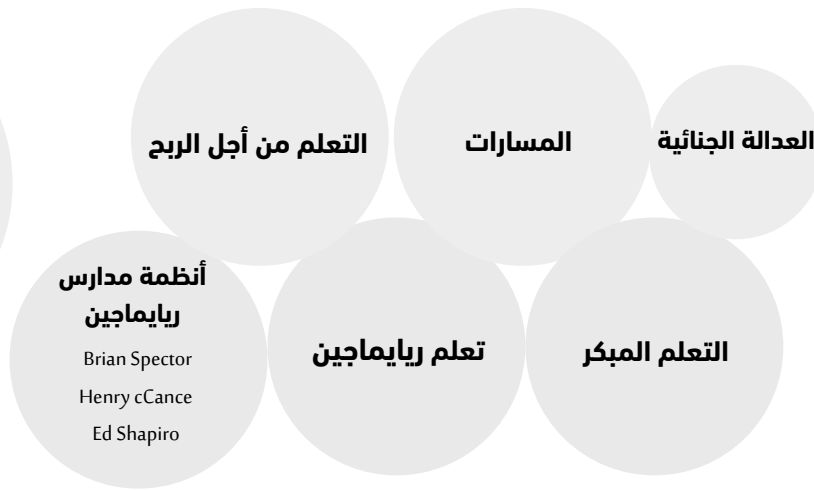 العدالة الجنائية
المسارات
التعلم من أجل الربح
التعلم المبكر
تعلم ريايماجين
أنظمة مدارس
ريايماجين
Brian Spector
Henry cCance
Ed Shapiro